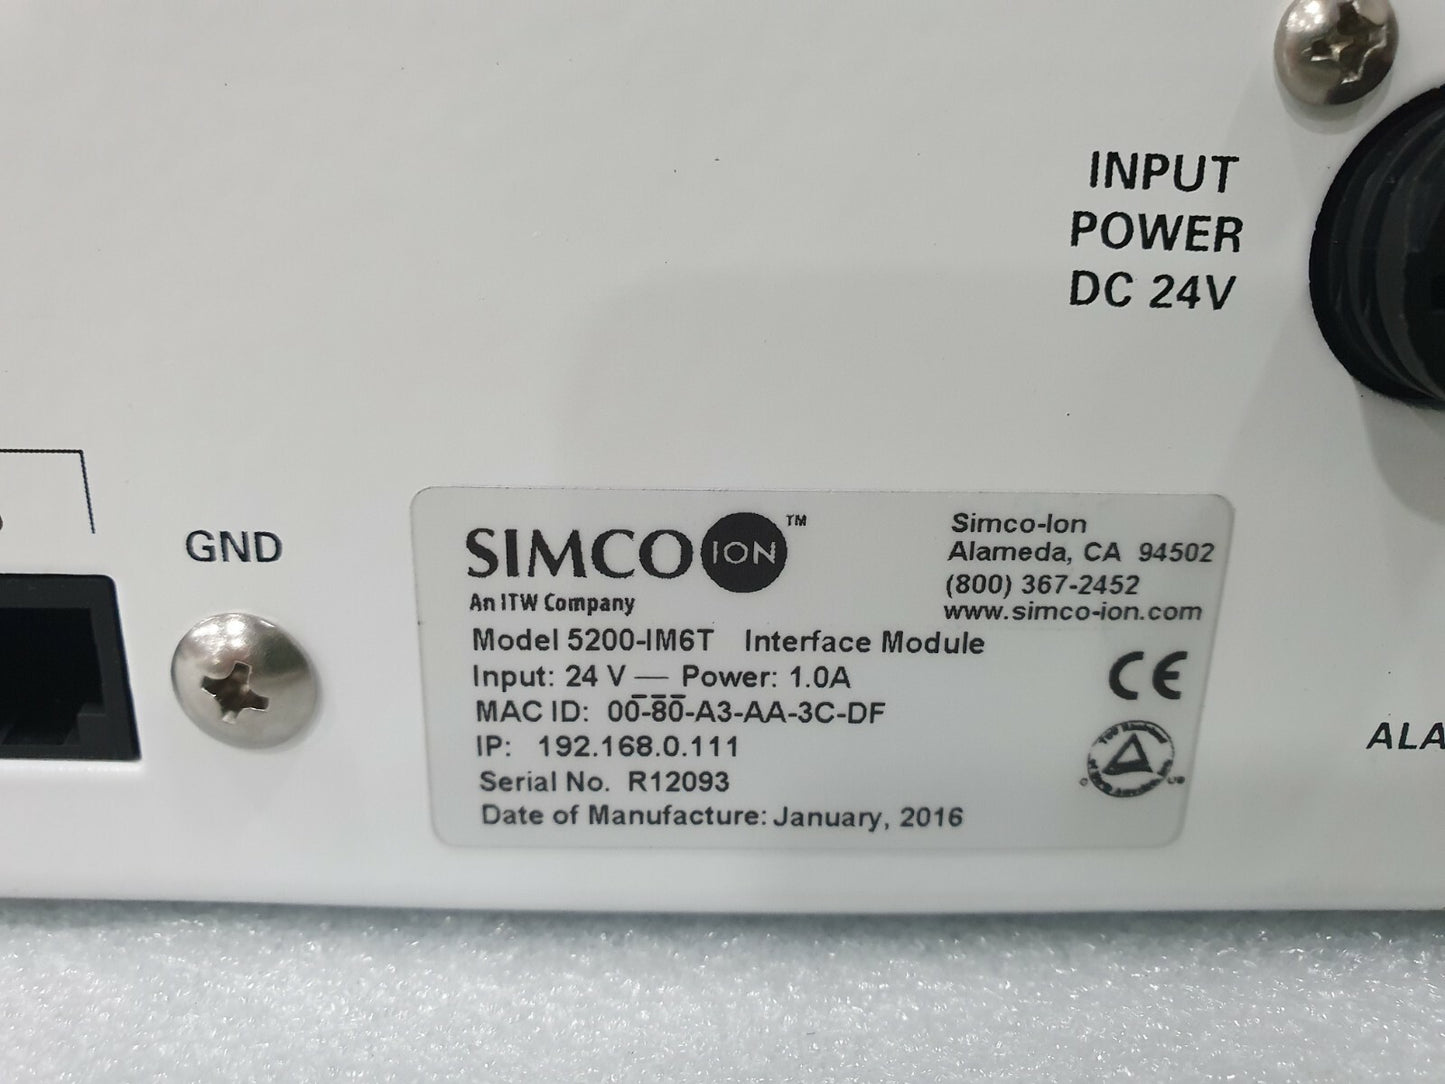 INPUT
POWER
DC 24V
GND
SIMCO ION ™
An ITW Company
Simco-Ion
Alameda, CA 94502
(800) 367-2452
www.simco-ion.com
Model 5200-IM6T Interface Module
Input: 24 V Power: 1.0A
MAC ID: 00-80-A3-AA-3C-DF
IP: 192.168.0.111
Serial No. R12093
Date of Manufacture: January, 2016
CE